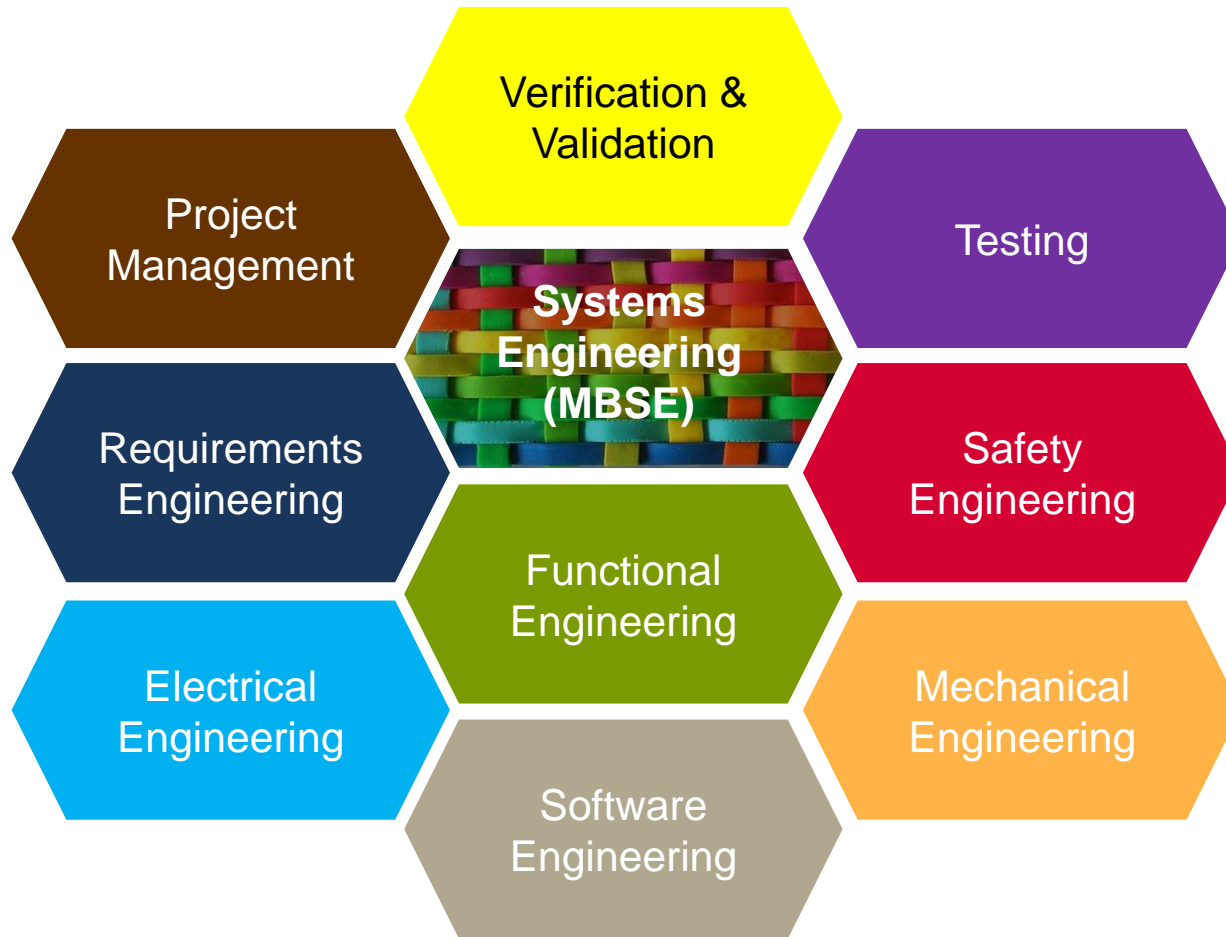 Verification &
Validation
Project
Management
Testing
Systems
Engineering
(MBSE)
Requirements
Engineering
Safety
Engineering
Functional
Engineering
Electrical
Engineering
Mechanical
Engineering
Software
Engineering